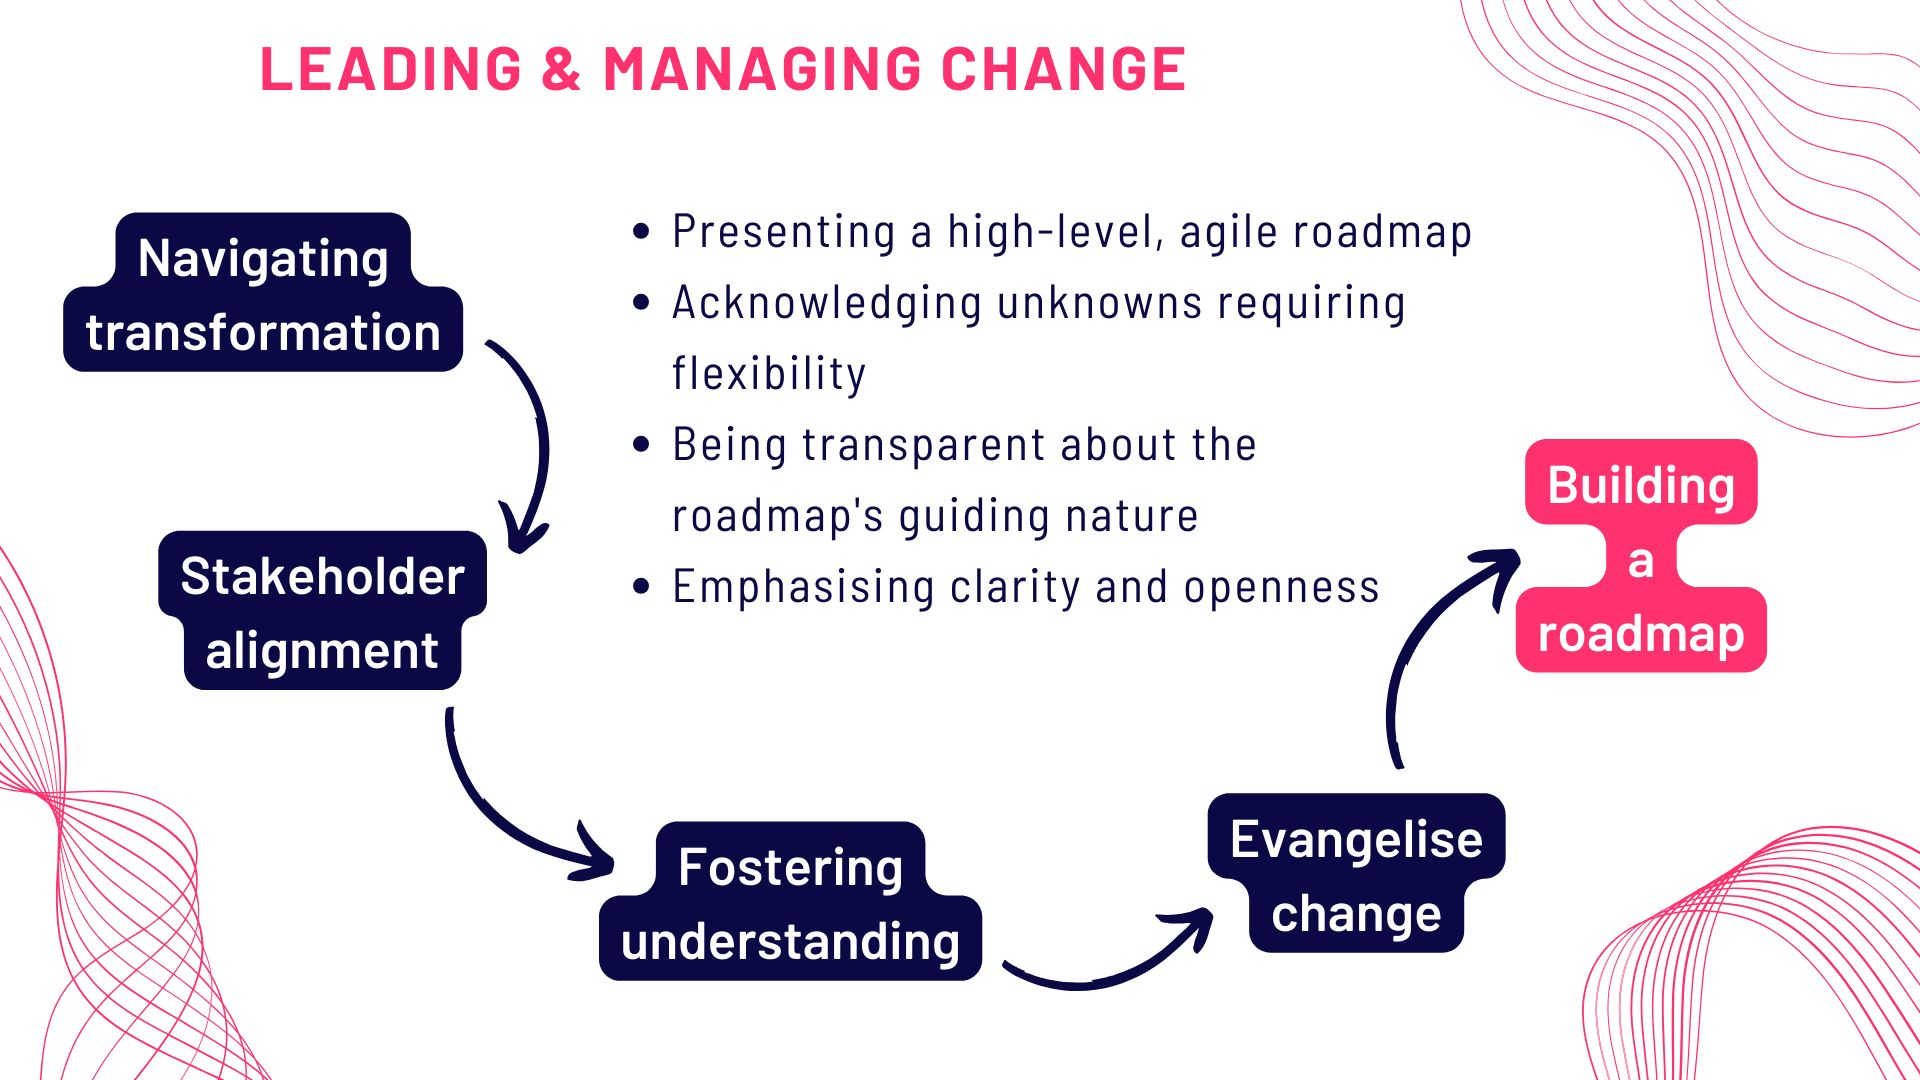 LEADING & MANAGING CHANGE
Navigating
transformation
• Presenting a high-level, agile roadmap
• Acknowledging unknowns requiring
flexibility
• Being transparent about the
roadmap's guiding nature
• Emphasising clarity and openness
Stakeholder
alignment
Fostering
understanding
Evangelise
change
Building
a
roadmap